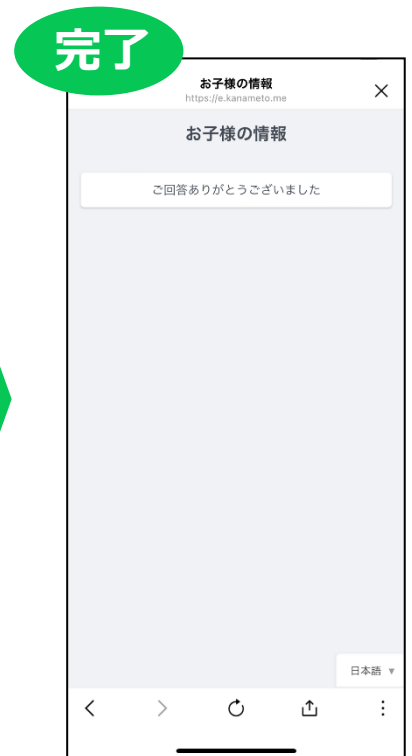 完了
お子様の情報
https://e.kanameto.me
お子様の情報
ご回答ありがとうございました
日本語 ▼